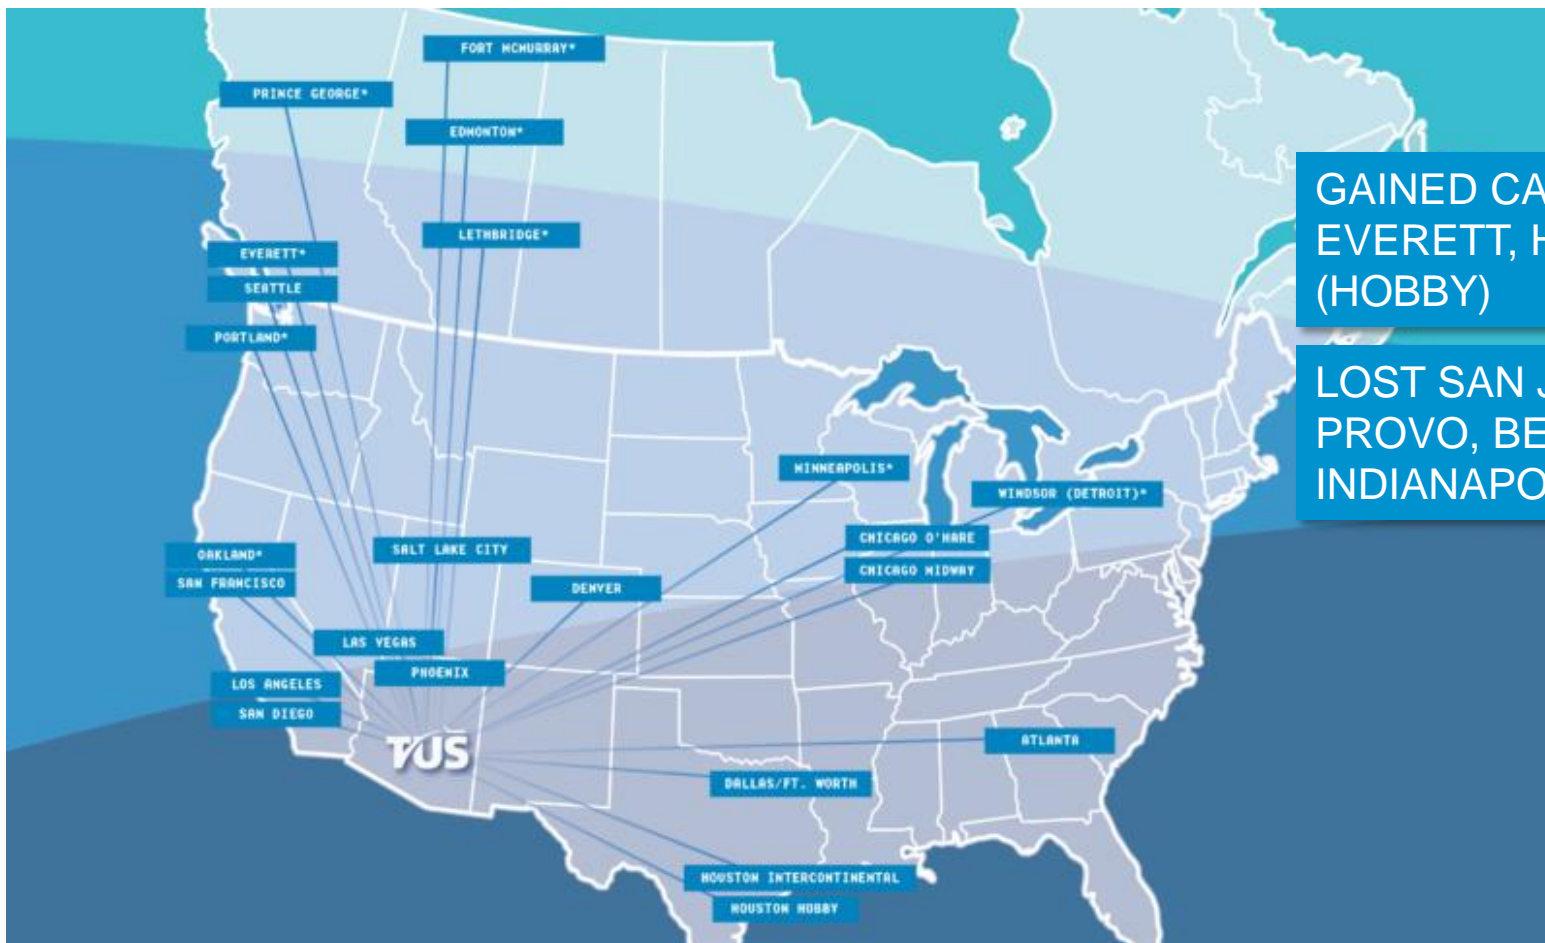 FORT MCMURRAY*
PRINCE GEORGE*
EDMONTON*
LETHBRIDGE*
EVERETT*
SEATTLE
PORTLAND*
GAINED CA
EVERETT, H
(HOBBY)
LOST SAN J
PROVO, BE
INDIANAPO
MINNEAPOLIS*
WINDSOR (DETROIT)*
CHICAGO O'HARE
CHICAGO MIDWAY
OAKLAND*
SAN FRANCISCO
SALT LAKE CITY
DENVER
LAS VEGAS
PHOENIX
LOS ANGELES
SAN DIEGO
TUS
ATLANTA
DALLAS/FT. WORTH
HOUSTON INTERCONTINENTAL
HOUSTON HOBBY